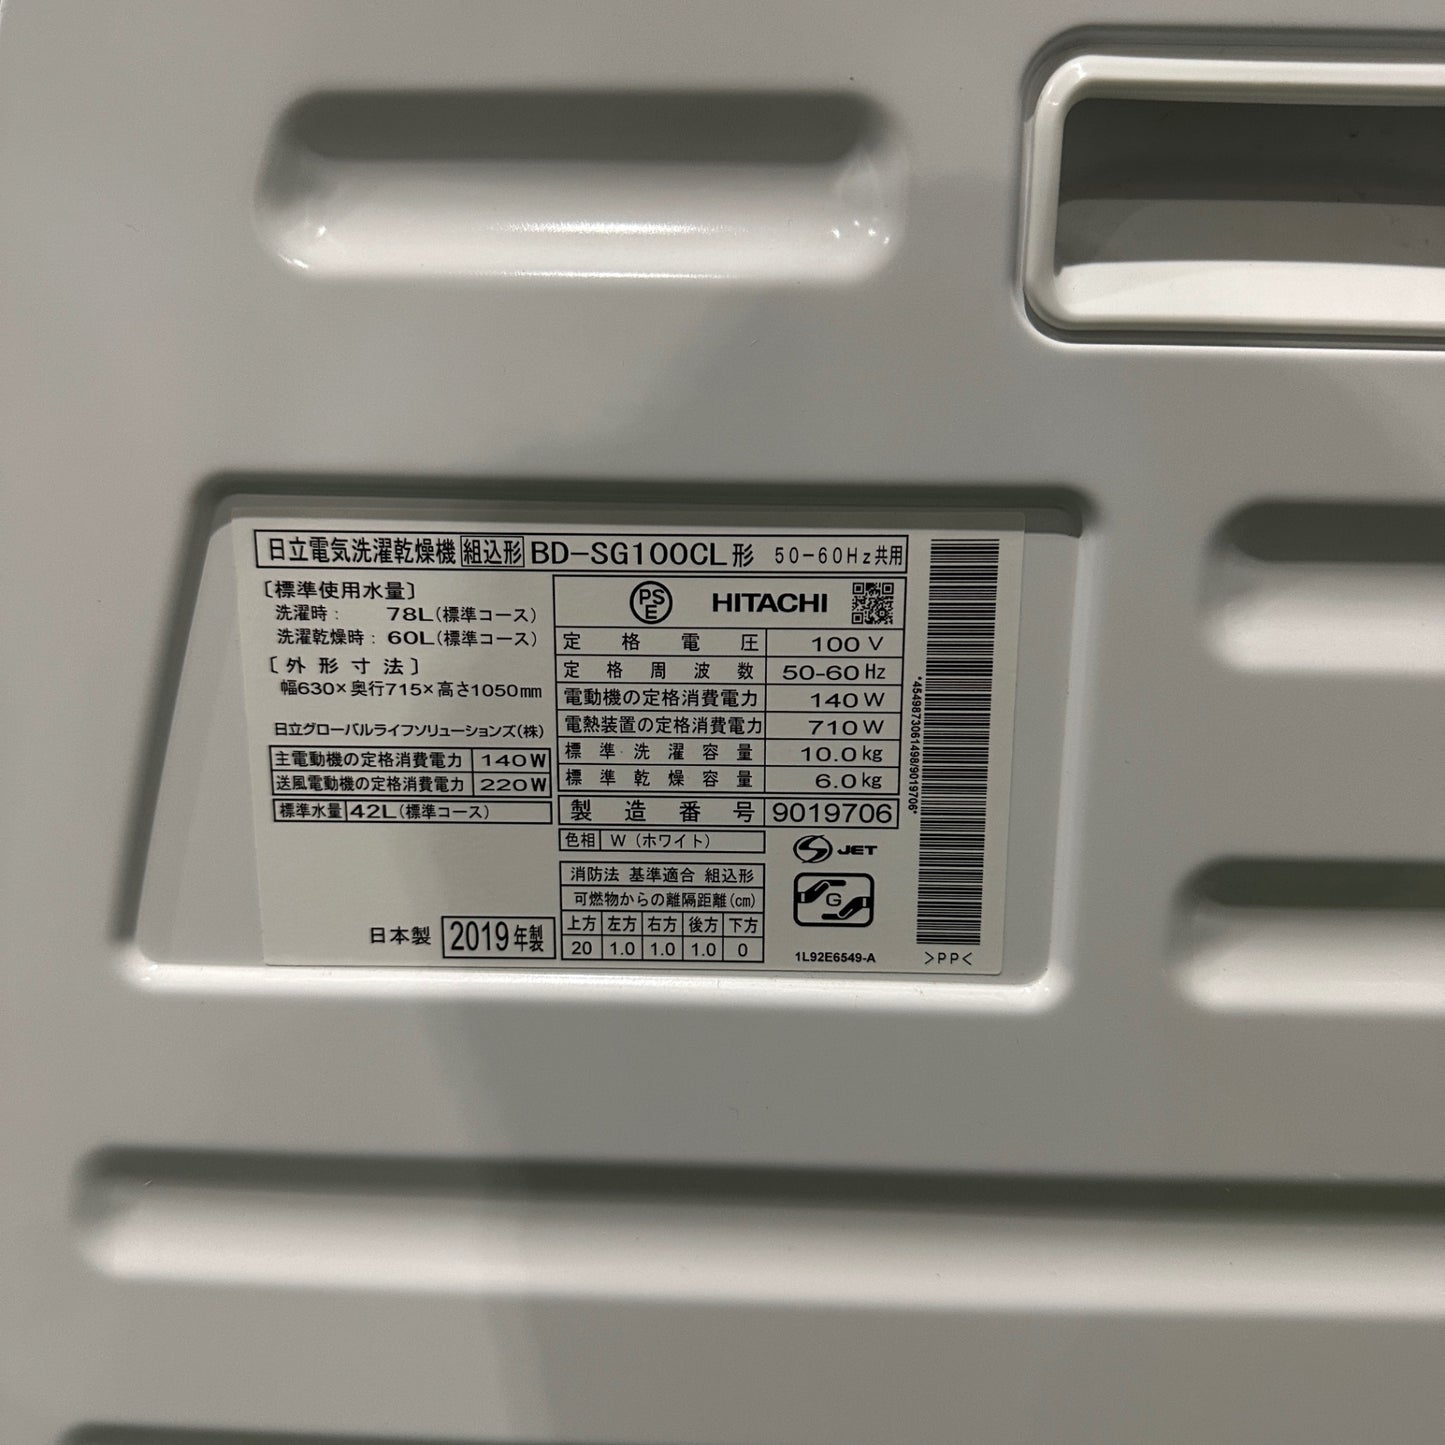 日立電気洗濯乾燥機 組込形 BD-SG100CL形 50-60Hz共用
〔標準使用水量〕
洗濯時: 78L(標準コース)
洗濯乾燥時: 60L(標準コース)
〔外形寸法〕
幅630×奥行715×高さ1050mm
日立グローバルライフソリューションズ(株)
主電動機の定格消費電力 140W
送風電動機の定格消費電力 220W
標準水量 42L(標準コース)
日本製 2019年製
PS E HITACHI
定格電圧 100V
定格周波数 50-60Hz
電動機の定格消費電力 140W
電熱装置の定格消費電力 710W
標準洗濯容量 10.0kg
標準乾燥容量 6.0kg
製造番号 9019706
色相 W(ホワイト)
消防法 基準適合 組込形
可燃物からの離隔距離(cm)
上方 左方 右方 後方 下方
20 1.0 1.0 1.0 0
S JET
G
1L92E6549-A
*4549873061498/9019706*
>PP<